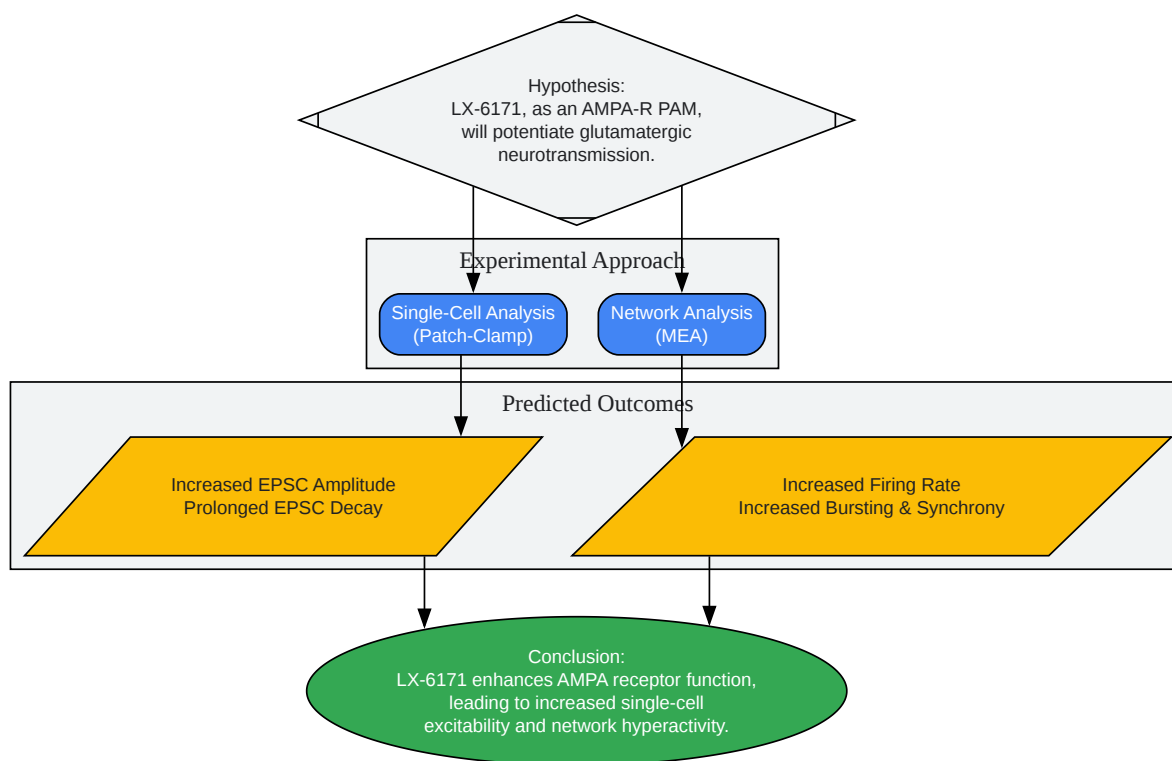 Hypothesis:
LX-6171, as an AMPA-R PAM,
will potentiate glutamatergic
neurotransmission.
Experimental Approach
Single-Cell Analysis
(Patch-Clamp)
Network Analysis
(MEA)
Predicted Outcomes
Increased EPSC Amplitude
Prolonged EPSC Decay
Increased Firing Rate
Increased Bursting & Synchrony
Conclusion:
LX-6171 enhances AMPA receptor function,
leading to increased single-cell
excitability and network hyperactivity.